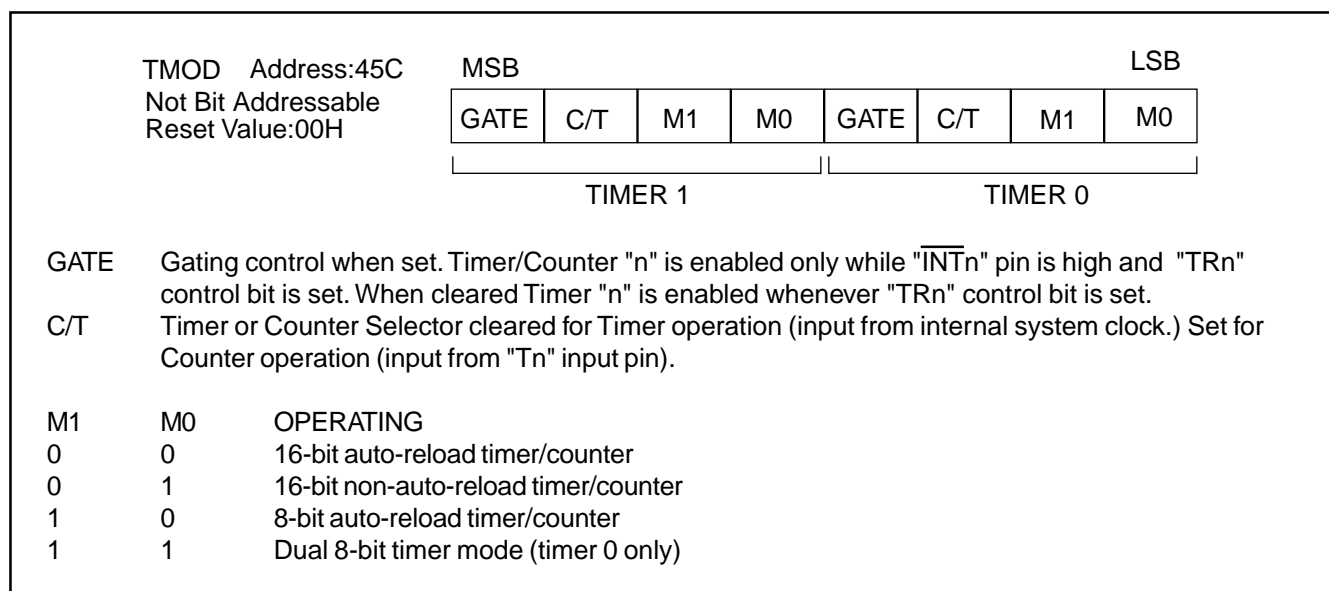 TMOD Address:45C MSB LSB
Not Bit Addressable
Reset Value:00H
GATE C/T M1 M0 GATE C/T M1 M0
TIMER 1 TIMER 0
GATE Gating control when set. Timer/Counter "n" is enabled only while "I̅N̅T̅n" pin is high and "TRn"
control bit is set. When cleared Timer "n" is enabled whenever "TRn" control bit is set.
C/T Timer or Counter Selector cleared for Timer operation (input from internal system clock.) Set for
Counter operation (input from "Tn" input pin).
M1 M0 OPERATING
0 0 16-bit auto-reload timer/counter
0 1 16-bit non-auto-reload timer/counter
1 0 8-bit auto-reload timer/counter
1 1 Dual 8-bit timer mode (timer 0 only)